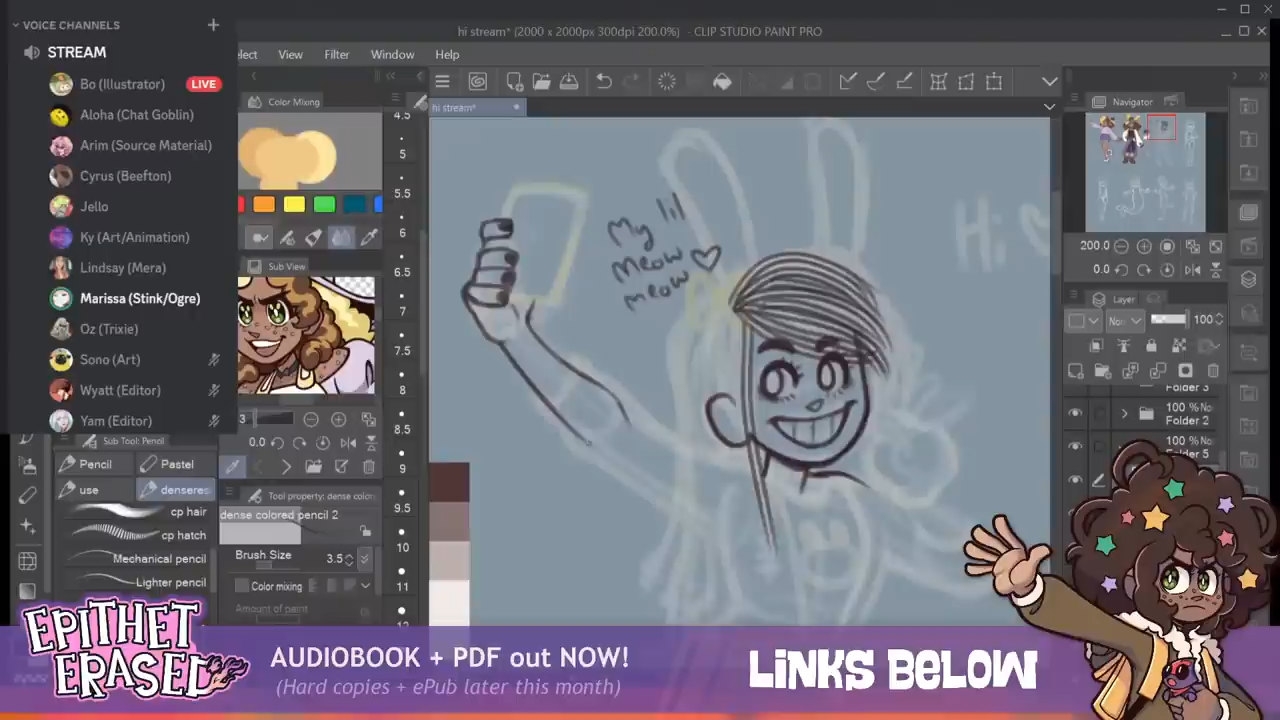 VOICE CHANNELS
STREAM
Bo (Illustrator) LIVE
Aloha (Chat Goblin)
Arim (Source Material)
Cyrus (Beefton)
Jello
Ky (Art/Animation)
Lindsay (Mera)
Marissa (Stink/Ogre)
Oz (Trixie)
Sono (Art)
Wyatt (Editor)
Yam (Editor)
hi stream* (2000 x 2000px 300dpi 200.0%) - CLIP STUDIO PAINT PRO
lect View Filter Window Help
Color Mixing
hi stream*
Navigator
4.5
5
5.5
6
6.5
7
7.5
8
8.5
9
9.5
10
11
Sub View
My lil
meow
meow
Hi
200.0
0.0
Layer
100
Folder 3
100 %
Folder 2
100 %
Folder 5
3
0.0
Sub Tool: Pencil
Pencil Pastel
use denseres
cp hair
cp hatch
Mechanical pencil
Lighter pencil
Tool property: dense colore
dense colored pencil 2
Brush Size 3.5
Color mixing
Amount of paint
EPITHET
ERASED
AUDIOBOOK + PDF out NOW!
(Hard copies + ePub later this month)
LINKS BELOW